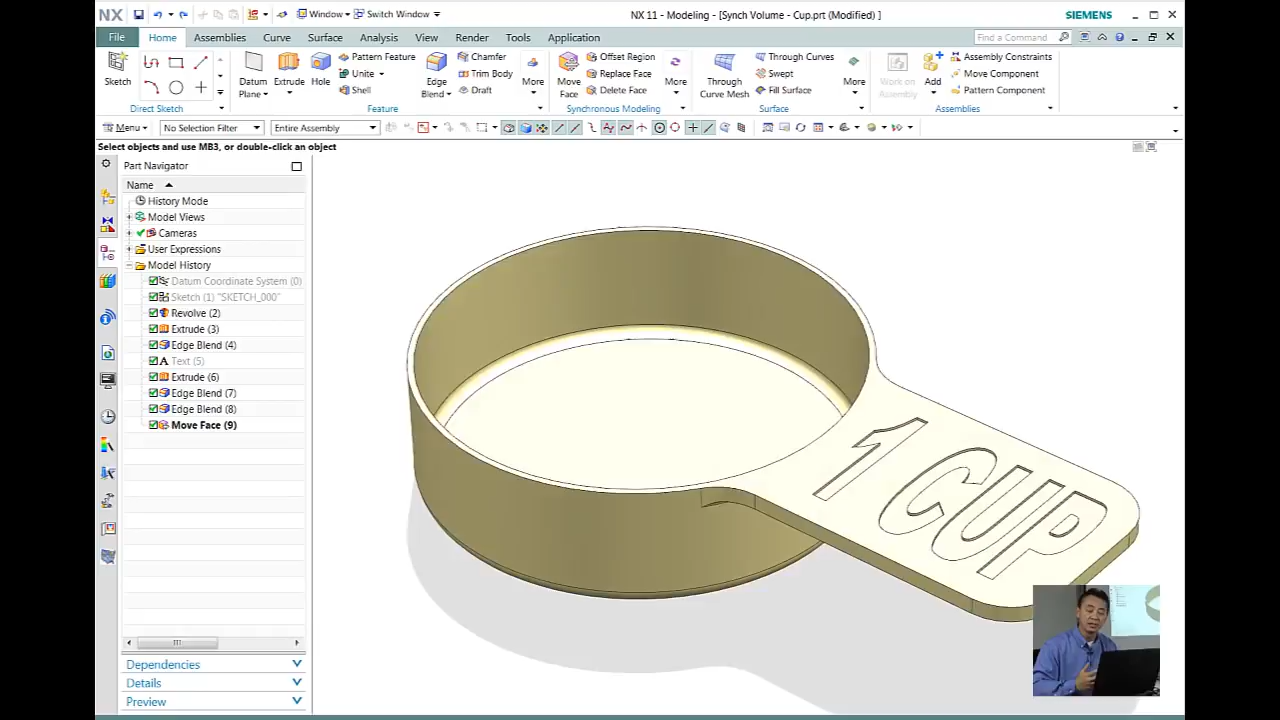 NX Window Switch Window NX 11 - Modeling - [Synch Volume - Cup.prt (Modified) ] SIEMENS
File Home Assemblies Curve Surface Analysis View Render Tools Application Find a Command
Sketch
Direct Sketch
Datum Plane
Extrude
Hole
Pattern Feature
Unite
Shell
Edge Blend
Chamfer
Trim Body
Draft
More
Feature
Move Face
Offset Region
Replace Face
Delete Face
More
Synchronous Modeling
Through Curve Mesh
Through Curves
Swept
Fill Surface
More
Surface
Work on Assembly
Add
Assembly Constraints
Move Component
Pattern Component
Assemblies
Menu No Selection Filter Entire Assembly
Select objects and use MB3, or double-click an object
Part Navigator
Name
History Mode
Model Views
Cameras
User Expressions
Model History
Datum Coordinate System (0)
Sketch (1) "SKETCH_000"
Revolve (2)
Extrude (3)
Edge Blend (4)
A Text (5)
Extrude (6)
Edge Blend (7)
Edge Blend (8)
Move Face (9)
Dependencies
Details
Preview
1 CUP